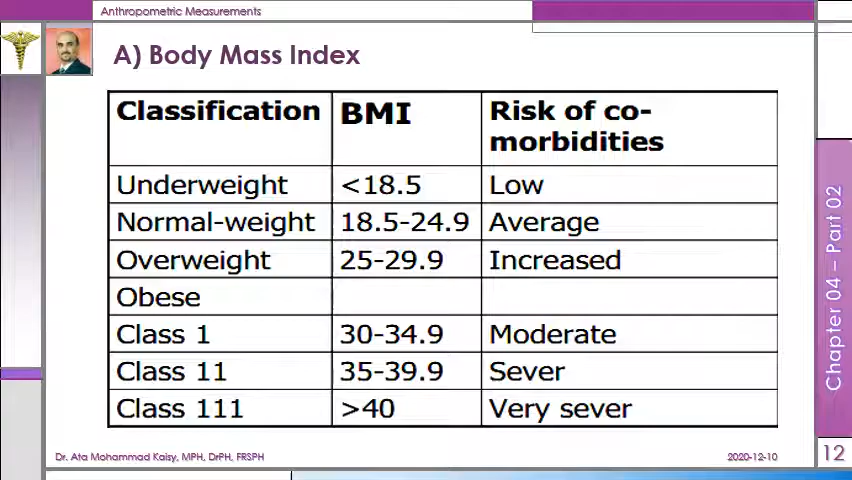 Anthropometric Measurements
A) Body Mass Index
Classification BMI Risk of co-
morbidities
Underweight <18.5 Low
Normal-weight 18.5-24.9 Average
Overweight 25-29.9 Increased
Obese
Class 1 30-34.9 Moderate
Class 11 35-39.9 Sever
Class 111 >40 Very sever
Chapter 04 – Part 02
Dr. Ata Mohammad Kaisy, MPH, DrPH, FRSPH 2020-12-10 12